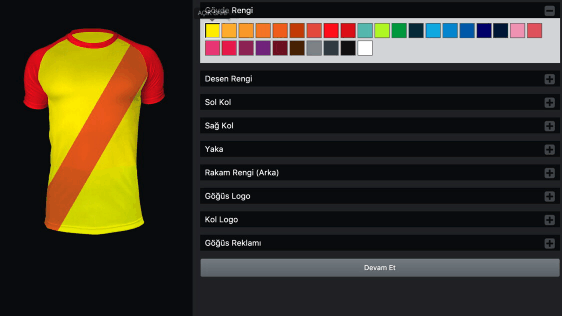 Gövde Rengi
Desen Rengi
Sol Kol
Sağ Kol
Yaka
Rakam Rengi (Arka)
Göğüs Logo
Kol Logo
Göğüs Reklamı
Devam Et